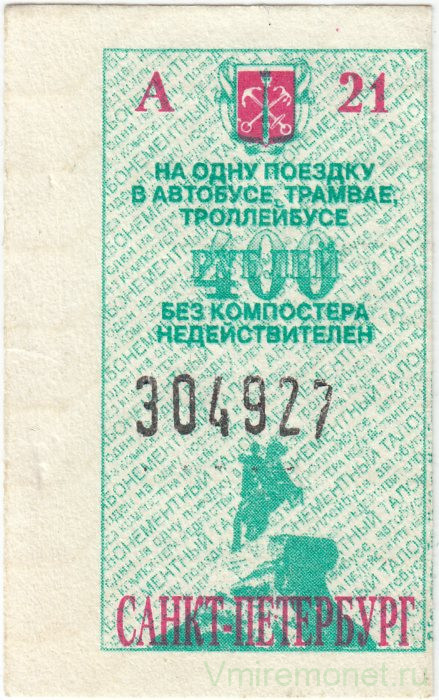 А 21
НА ОДНУ ПОЕЗДКУ
В АВТОБУСЕ, ТРАМВАЕ,
ТРОЛЛЕЙБУСЕ
400
РУБЛЕЙ
БЕЗ КОМПОСТЕРА
НЕДЕЙСТВИТЕЛЕН
304927
САНКТ-ПЕТЕРБУРГ
Vmiremonet.ru